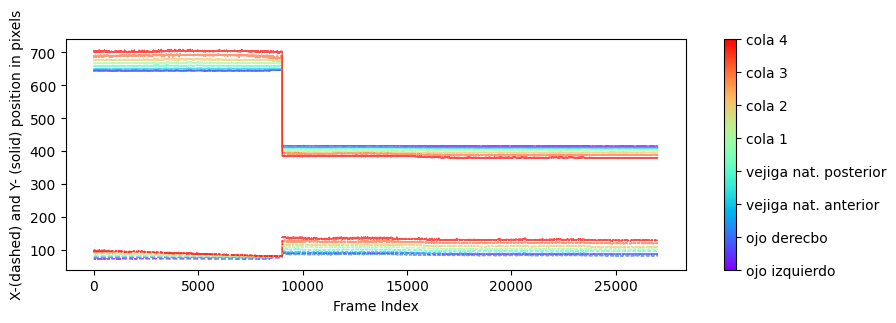 X-(dashed) and Y- (solid) position in pixels
700
600
500
400
300
200
100
0
5000
10000
15000
20000
25000
Frame Index
cola 4
cola 3
cola 2
cola 1
vejiga nat. posterior
vejiga nat. anterior
ojo derecbo
ojo izquierdo